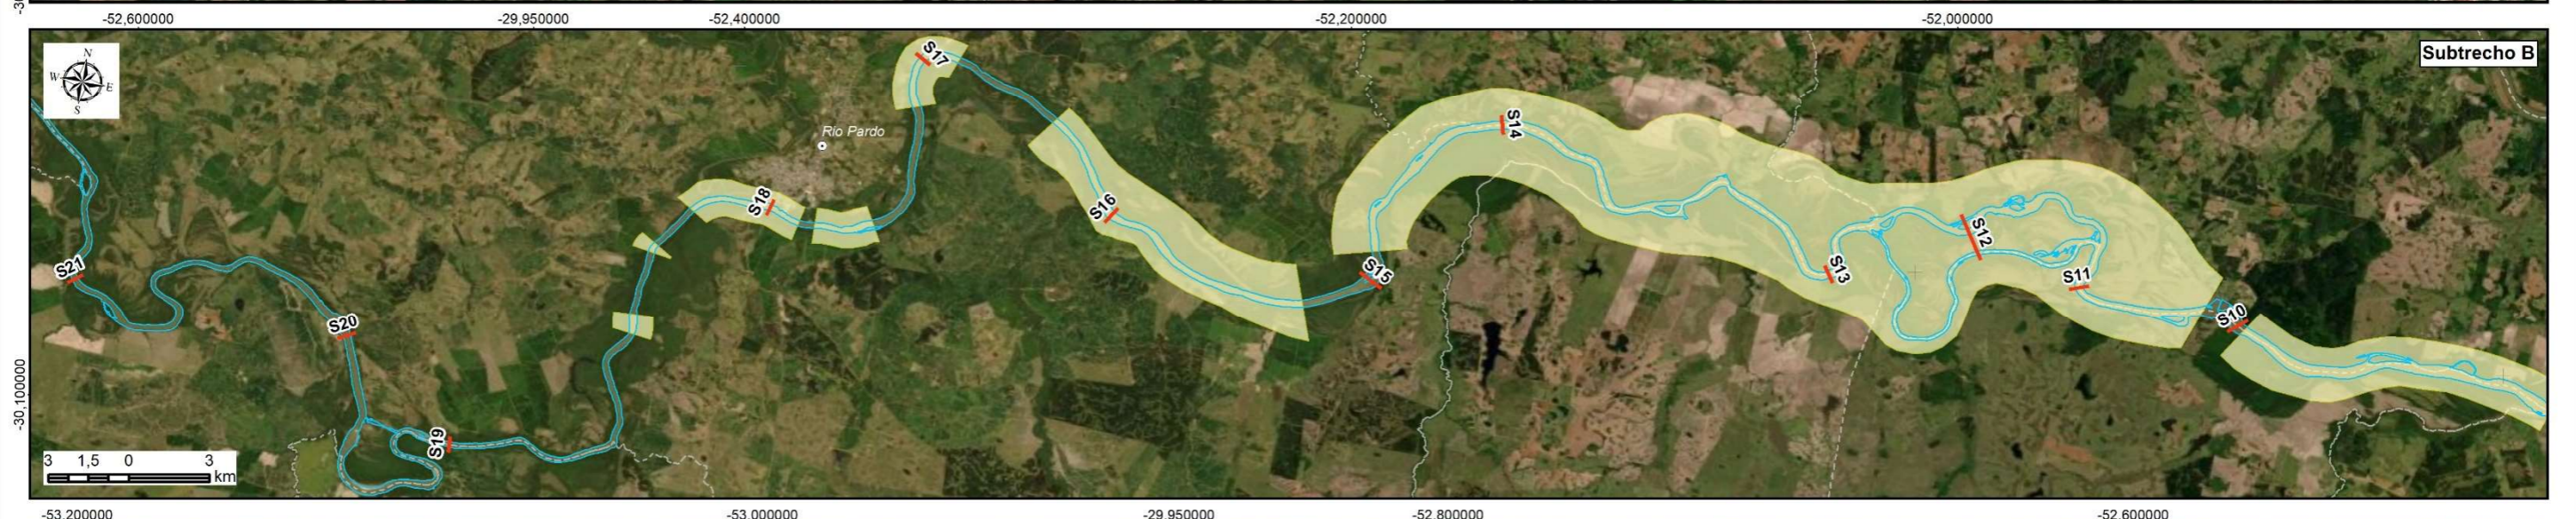 -52,600000
-29,950000
-52,400000
-52,200000
-52,000000
N
W
E
S
Subtrecho B
S17
Rio Pardo
S14
S18
S16
S12
S21
S15
S13
S11
S20
S10
-30,100000
S19
3 1,5 0 3
km
-53,200000
-53,000000
-29,950000
-52,800000
-52,600000